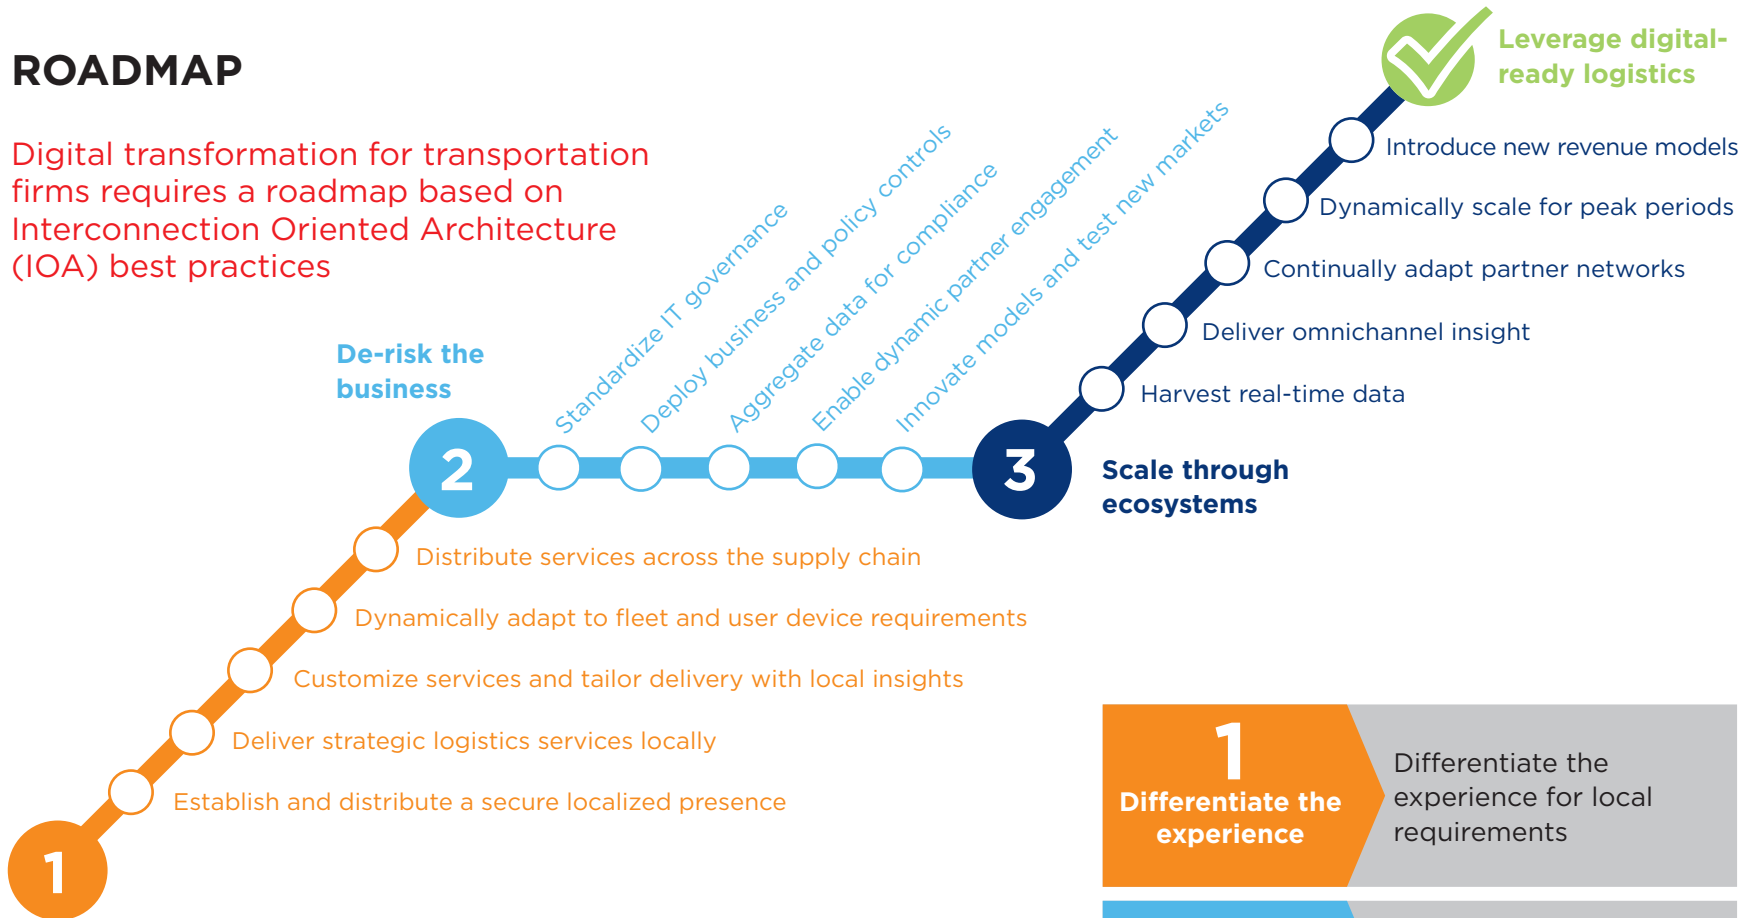 ROADMAP
Digital transformation for transportation
firms requires a roadmap based on
Interconnection Oriented Architecture
(IOA) best practices
Leverage digital-
ready logistics
Introduce new revenue models
Dynamically scale for peak periods
Continually adapt partner networks
Deliver omnichannel insight
Harvest real-time data
3
Scale through
ecosystems
Standardize IT governance
Deploy business and policy controls
Aggregate data for compliance
Enable dynamic partner engagement
Innovate models and test new markets
De-risk the
business
2
Distribute services across the supply chain
Dynamically adapt to fleet and user device requirements
Customize services and tailor delivery with local insights
Deliver strategic logistics services locally
Establish and distribute a secure localized presence
1
1
Differentiate the
experience
Differentiate the
experience for local
requirements